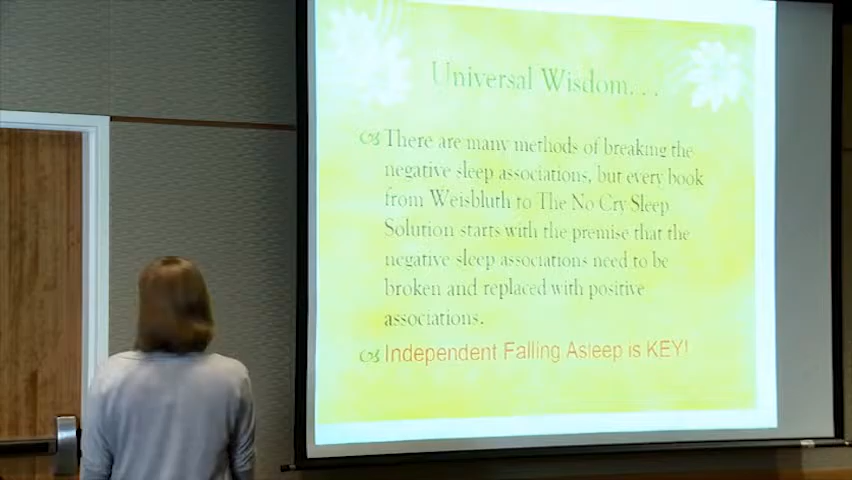 Universal Wisdom. . .
There are many methods of breaking the
negative sleep associations, but every book
from Weisbluth to The No Cry Sleep
Solution starts with the premise that the
negative sleep associations need to be
broken and replaced with positive
associations.
Independent Falling Asleep is KEY!